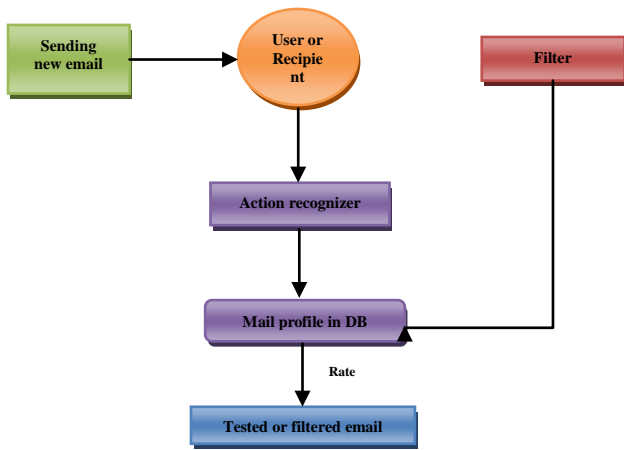 Sending
new email
User or
Recipie
nt
Filter
Action recognizer
Mail profile in DB
Rate
Tested or filtered email